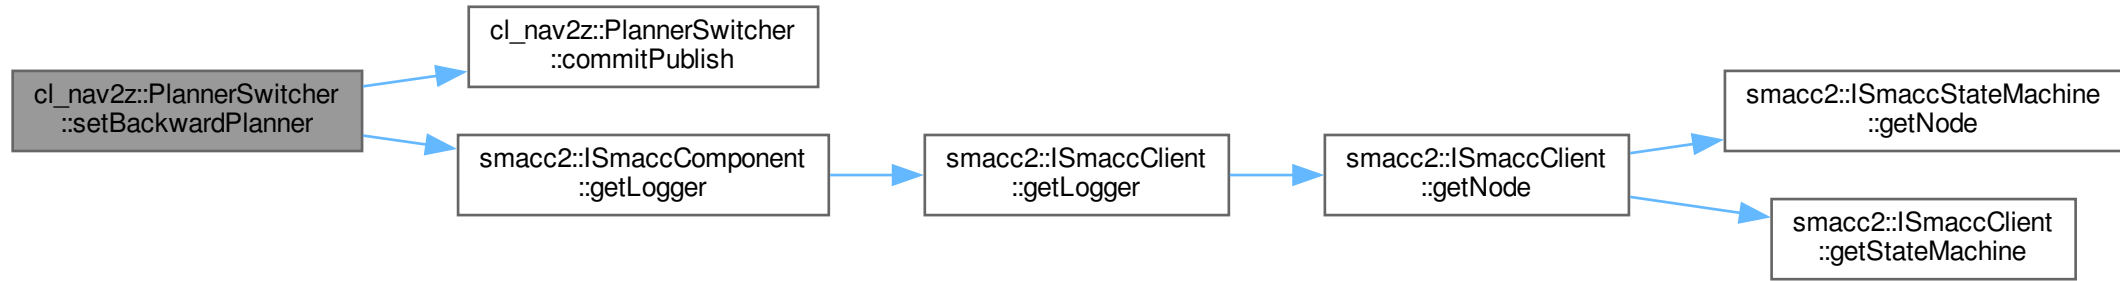 cl_nav2z::PlannerSwitcher
::setBackwardPlanner
cl_nav2z::PlannerSwitcher
::commitPublish
smacc2::ISmaccComponent
::getLogger
smacc2::ISmaccClient
::getLogger
smacc2::ISmaccClient
::getNode
smacc2::ISmaccStateMachine
::getNode
smacc2::ISmaccClient
::getStateMachine